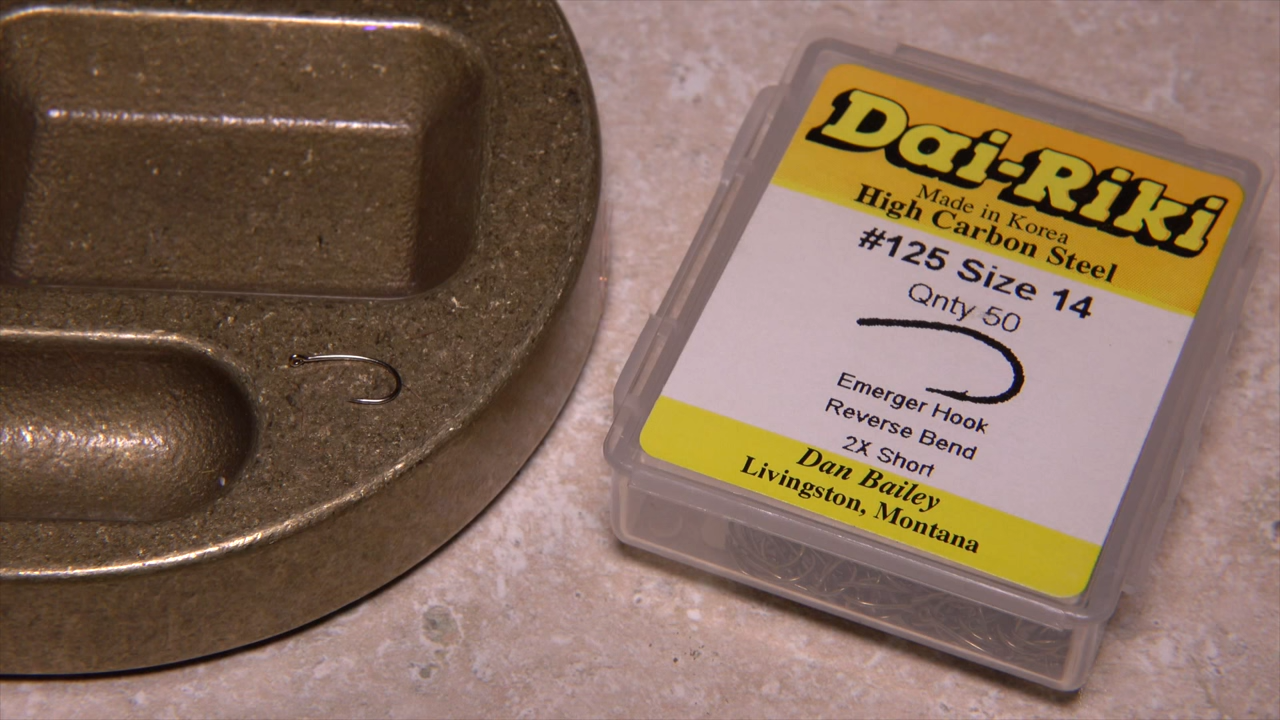 Dai-Riki
Made in Korea
High Carbon Steel
#125 Size 14
Qnty 50
Emerger Hook
Reverse Bend
2X Short
Dan Bailey
Livingston, Montana